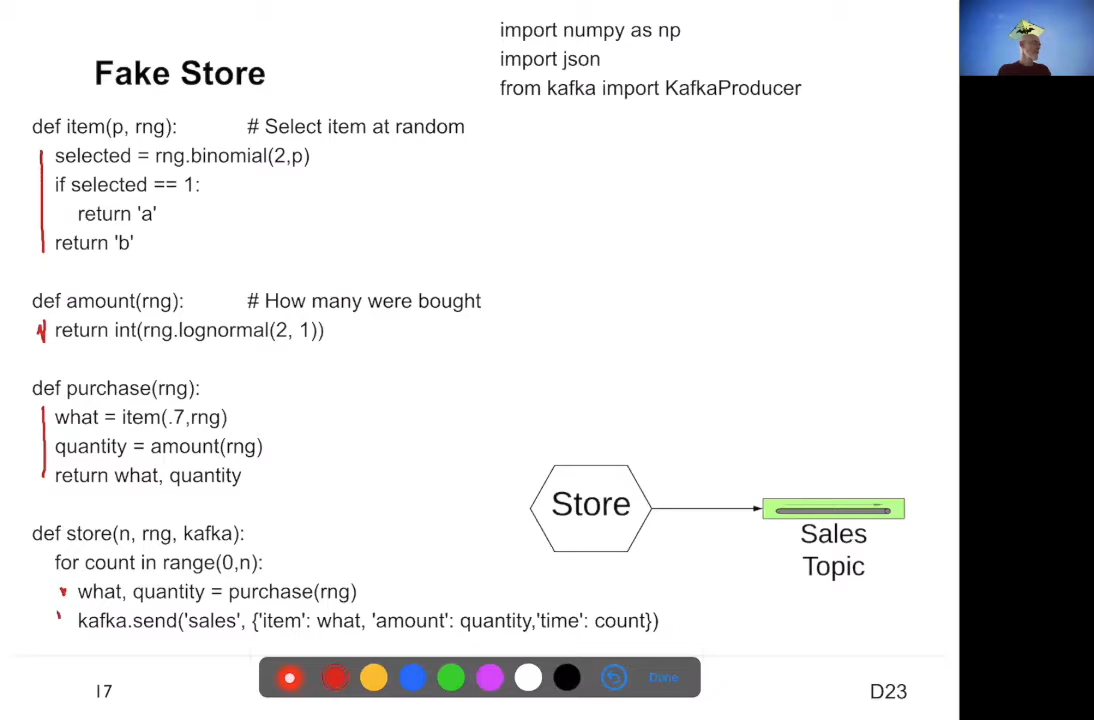 import numpy as np
import json
from kafka import KafkaProducer
Fake Store
def item(p, rng): # Select item at random
selected = rng.binomial(2,p)
if selected == 1:
return 'a'
return 'b'
def amount(rng): # How many were bought
return int(rng.lognormal(2, 1))
def purchase(rng):
what = item(.7,rng)
quantity = amount(rng)
return what, quantity
def store(n, rng, kafka):
for count in range(0,n):
what, quantity = purchase(rng)
kafka.send('sales', {'item': what, 'amount': quantity,'time': count})
Store
Sales
Topic
Done
17
D23